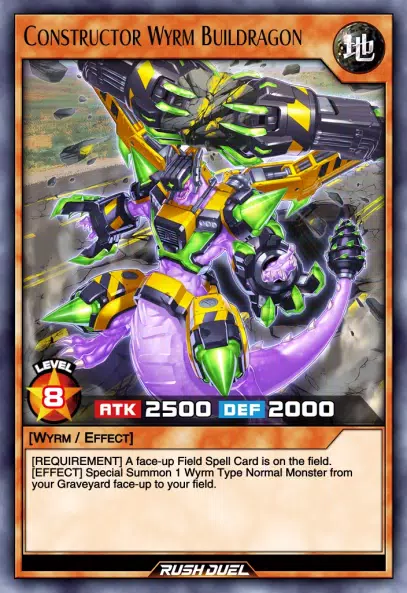 Constructor Wyrm Buildragon
地
LEVEL
8
ATK 2500 DEF 2000
[Wyrm / Effect]
[REQUIREMENT] A face-up Field Spell Card is on the field.
[EFFECT] Special Summon 1 Wyrm Type Normal Monster from
your Graveyard face-up to your field.
RUSH DUEL